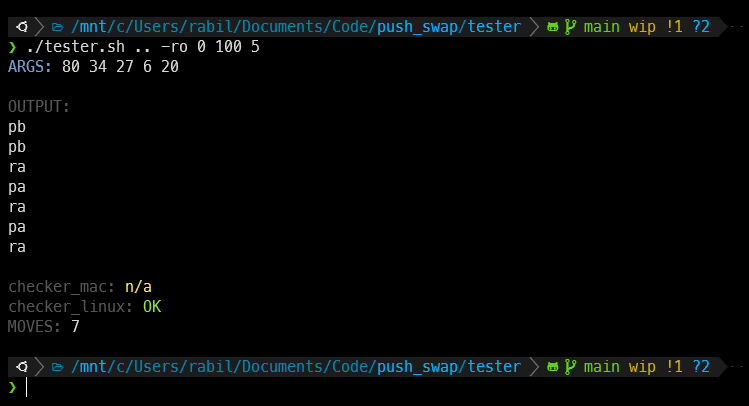 /mnt/c/Users/rabil/Documents/Code/push_swap/tester main wip !1 ?2
❯ ./tester.sh .. -ro 0 100 5
ARGS: 80 34 27 6 20
OUTPUT:
pb
pb
ra
pa
ra
pa
ra
checker_mac: n/a
checker_linux: OK
MOVES: 7
/mnt/c/Users/rabil/Documents/Code/push_swap/tester main wip !1 ?2
❯